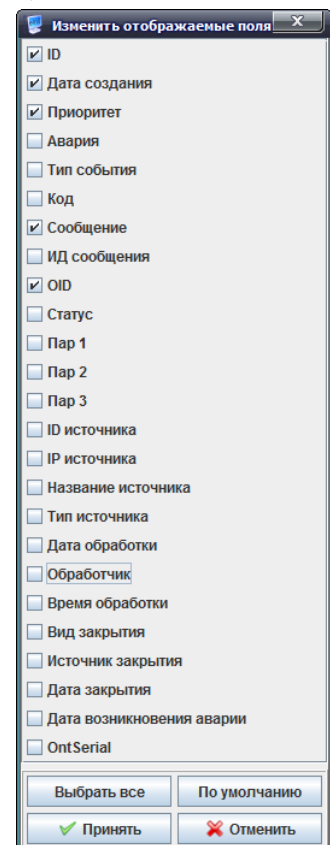 Изменить отображаемые поля
ID
Дата создания
Приоритет
Авария
Тип события
Код
Сообщение
ИД сообщения
OID
Статус
Пар 1
Пар 2
Пар 3
ID источника
IP источника
Название источника
Тип источника
Дата обработки
Обработчик
Время обработки
Вид закрытия
Источник закрытия
Дата закрытия
Дата возникновения аварии
OntSerial
Выбрать все По умолчанию
Принять Отменить